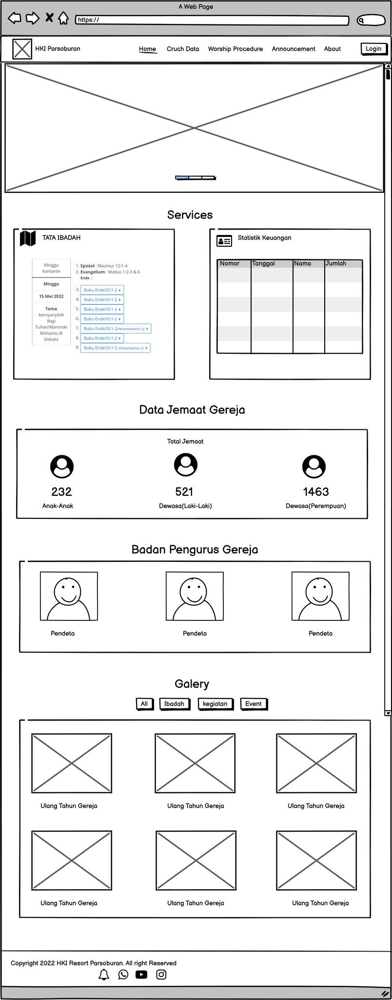 A Web Page
https://
HKI Parsoburan
Home Cruch Data Worship Procedure Announcement About Login
Services
TATA IBADAH
Minggu
Kantante
Minggu
15 Mei 2022
Tema
bernyanyilah
Bagi
Tuhan/Marende
Mahamu di
Debata
1. Epistel : Mazmur 12:1-4
2. Evangelium : Matius 1:2-3 & 6
Ende :
3. Buku Ende10:1-2
4. Buku Ende10:1-2
5. Buku Ende10:1-2
6. Buku Ende10:1-2
7. Buku Ende10:1-2(Persembahan1-2)
8. Buku Ende10:1-2
9. Buku Ende10:1-2 (Persembahan 3)
Statistik Keuangan
Nomor Tanggal Nama Jumlah
Data Jemaat Gereja
Total Jemaat
232 521 1463
Anak-Anak Dewasa(Laki-Laki) Dewasa(Perempuan)
Badan Pengurus Gereja
Pendeta Pendeta Pendeta
Galery
All Ibadah kegiatan Event
Ulang Tahun Gereja Ulang Tahun Gereja Ulang Tahun Gereja
Ulang Tahun Gereja Ulang Tahun Gereja Ulang Tahun Gereja
Copyright 2022 HKI Resort Parsoburan. All right Reserved